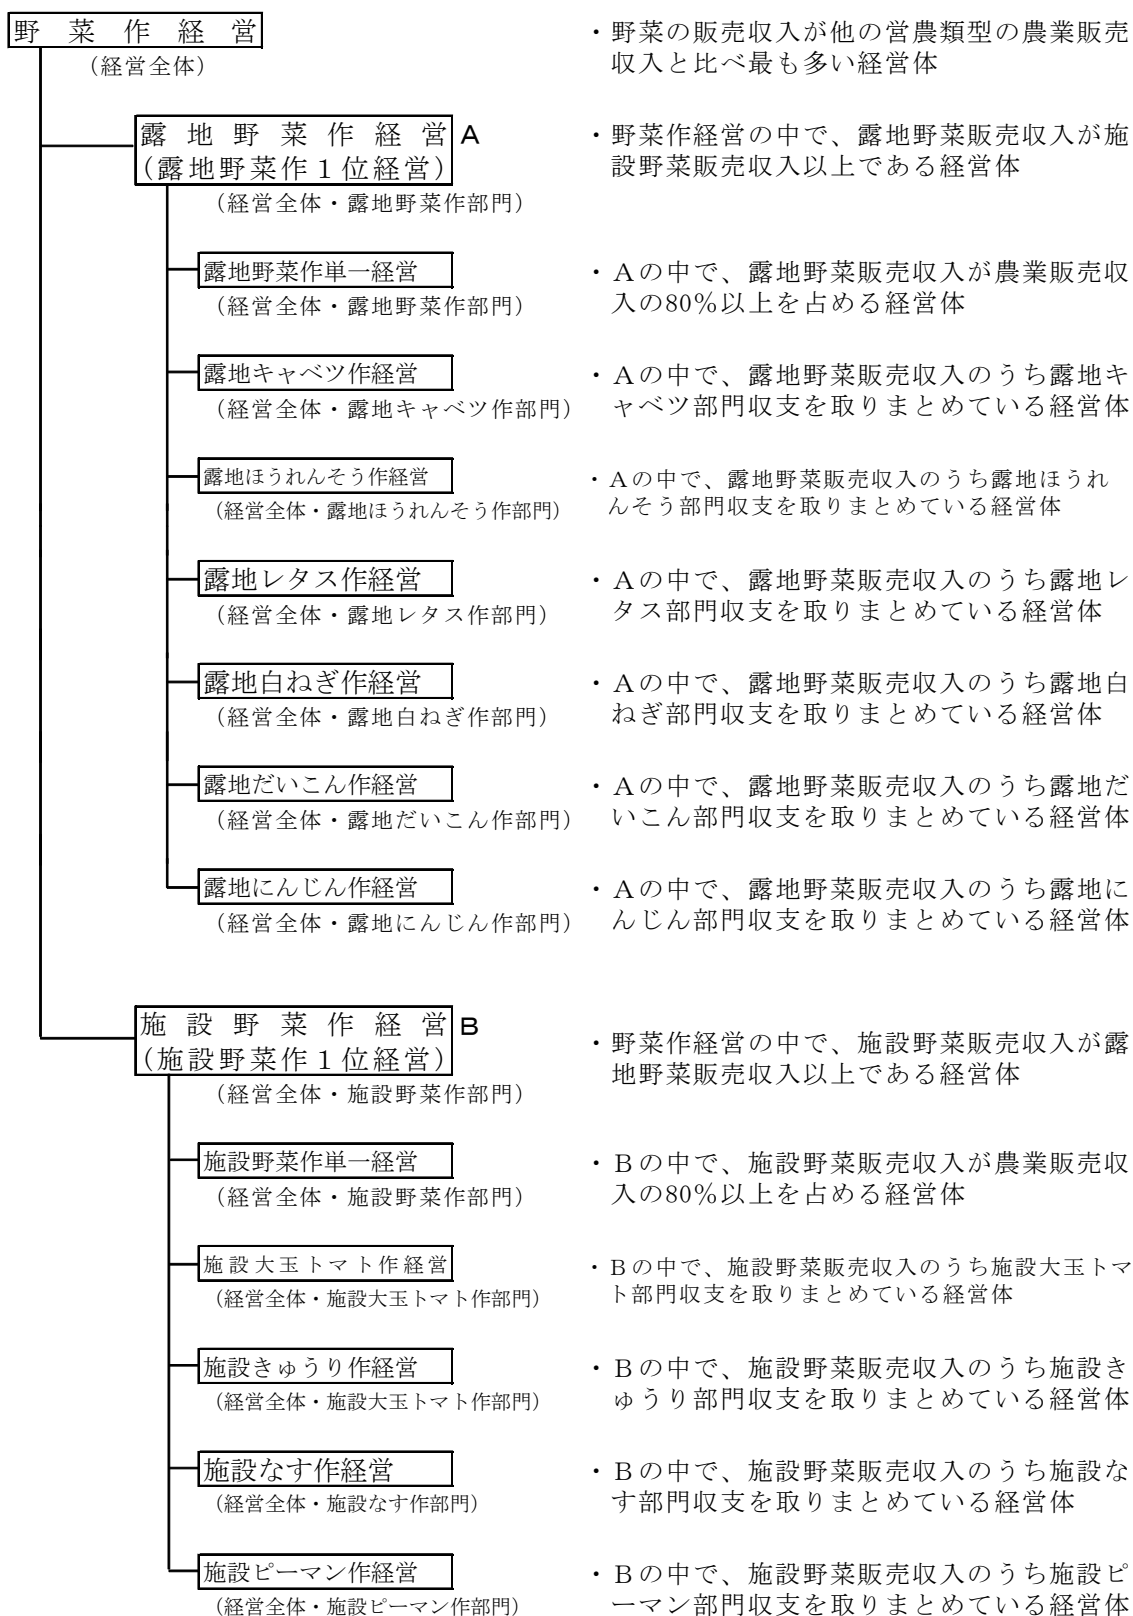 野菜作経営
(経営全体)
・野菜の販売収入が他の営農類型の農業販売
収入と比べ最も多い経営体
露地野菜作経営 A
(露地野菜作１位経営)
(経営全体・露地野菜作部門)
・野菜作経営の中で、露地野菜販売収入が施
設野菜販売収入以上である経営体
露地野菜作単一経営
(経営全体・露地野菜作部門)
・Ａの中で、露地野菜販売収入が農業販売収
入の80％以上を占める経営体
露地キャベツ作経営
(経営全体・露地キャベツ作部門)
・Ａの中で、露地野菜販売収入のうち露地キ
ャベツ部門収支を取りまとめている経営体
露地ほうれんそう作経営
(経営全体・露地ほうれんそう作部門)
・Ａの中で、露地野菜販売収入のうち露地ほうれ
んそう部門収支を取りまとめている経営体
露地レタス作経営
(経営全体・露地レタス作部門)
・Ａの中で、露地野菜販売収入のうち露地レ
タス部門収支を取りまとめている経営体
露地白ねぎ作経営
(経営全体・露地白ねぎ作部門)
・Ａの中で、露地野菜販売収入のうち露地白
ねぎ部門収支を取りまとめている経営体
露地だいこん作経営
(経営全体・露地だいこん作部門)
・Ａの中で、露地野菜販売収入のうち露地だ
いこん部門収支を取りまとめている経営体
露地にんじん作経営
(経営全体・露地にんじん作部門)
・Ａの中で、露地野菜販売収入のうち露地に
んじん部門収支を取りまとめている経営体
施設野菜作経営 B
(施設野菜作１位経営)
(経営全体・施設野菜作部門)
・野菜作経営の中で、施設野菜販売収入が露
地野菜販売収入以上である経営体
施設野菜作単一経営
(経営全体・施設野菜作部門)
・Ｂの中で、施設野菜販売収入が農業販売収
入の80％以上を占める経営体
施設大玉トマト作経営
(経営全体・施設大玉トマト作部門)
・Ｂの中で、施設野菜販売収入のうち施設大玉トマ
ト部門収支を取りまとめている経営体
施設きゅうり作経営
(経営全体・施設大玉トマト作部門)
・Ｂの中で、施設野菜販売収入のうち施設き
ゅうり部門収支を取りまとめている経営体
施設なす作経営
(経営全体・施設なす作部門)
・Ｂの中で、施設野菜販売収入のうち施設な
す部門収支を取りまとめている経営体
施設ピーマン作経営
(経営全体・施設ピーマン作部門)
・Ｂの中で、施設野菜販売収入のうち施設ピ
ーマン部門収支を取りまとめている経営体